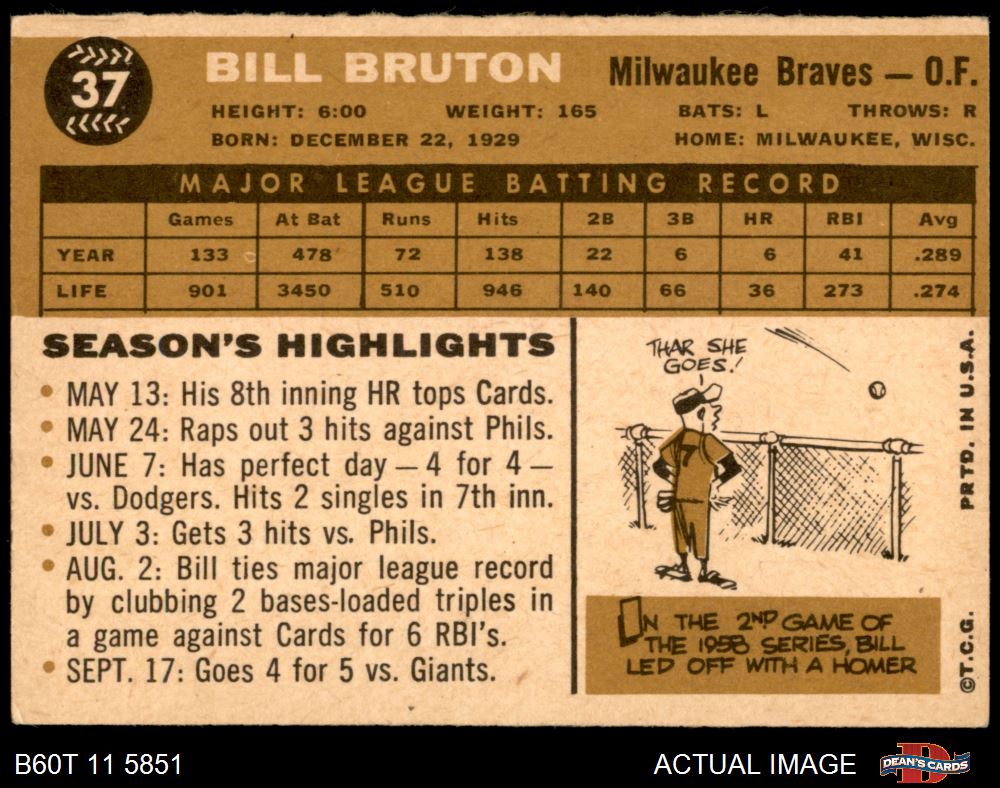 37
BILL BRUTON
Milwaukee Braves — O.F.
HEIGHT: 6:00 WEIGHT: 165 BATS: L THROWS: R
BORN: DECEMBER 22, 1929 HOME: MILWAUKEE, WISC.
MAJOR LEAGUE BATTING RECORD
Games At Bat Runs Hits 2B 3B HR RBI Avg
YEAR 133 478 72 138 22 6 6 41 .289
LIFE 901 3450 510 946 140 66 36 273 .274
SEASON'S HIGHLIGHTS
• MAY 13: His 8th inning HR tops Cards.
• MAY 24: Raps out 3 hits against Phils.
• JUNE 7: Has perfect day — 4 for 4 —
vs. Dodgers. Hits 2 singles in 7th inn.
• JULY 3: Gets 3 hits vs. Phils.
• AUG. 2: Bill ties major league record
by clubbing 2 bases-loaded triples in
a game against Cards for 6 RBI's.
• SEPT. 17: Goes 4 for 5 vs. Giants.
THAR SHE
GOES!
7
IN THE 2ND GAME OF
THE 1958 SERIES, BILL
LED OFF WITH A HOMER
PRTD. IN U.S.A.
©T.C.G.
B60T 11 5851
ACTUAL IMAGE
D
DEAN'S CARDS